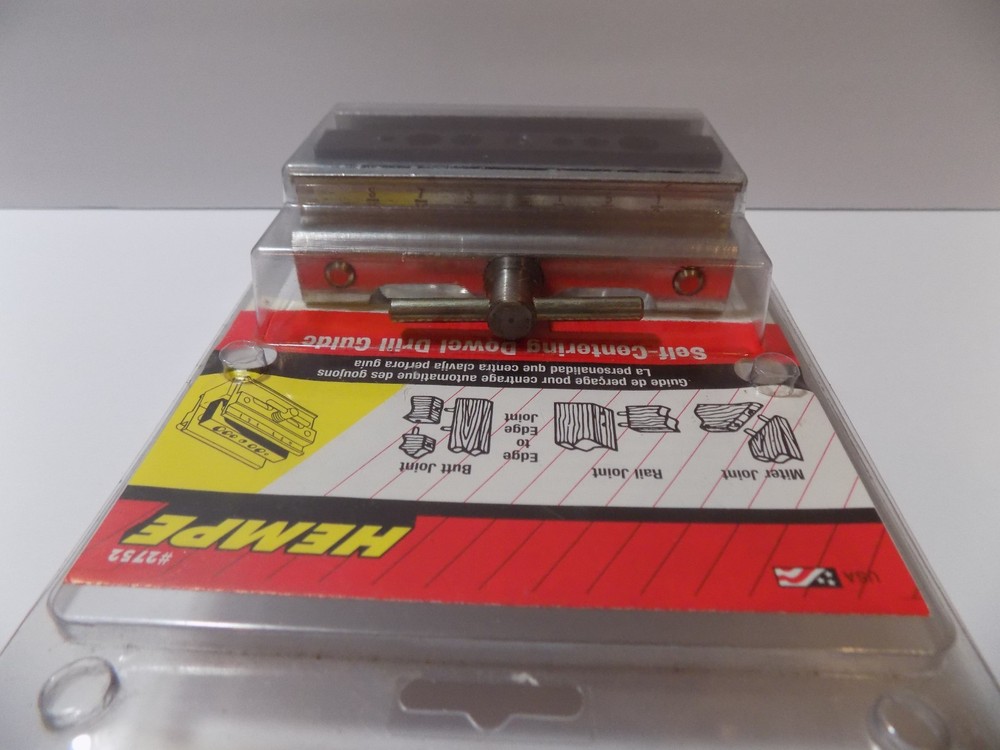 USA
#2752
HEMPE
Miter Joint
Rail Joint
Edge
to
Edge
Joint
Butt Joint
Guide de perçage pour centrage automatique des goujons
La personalidad que centra clavija perfora guia
Self-Centering Dowel Drill Guide